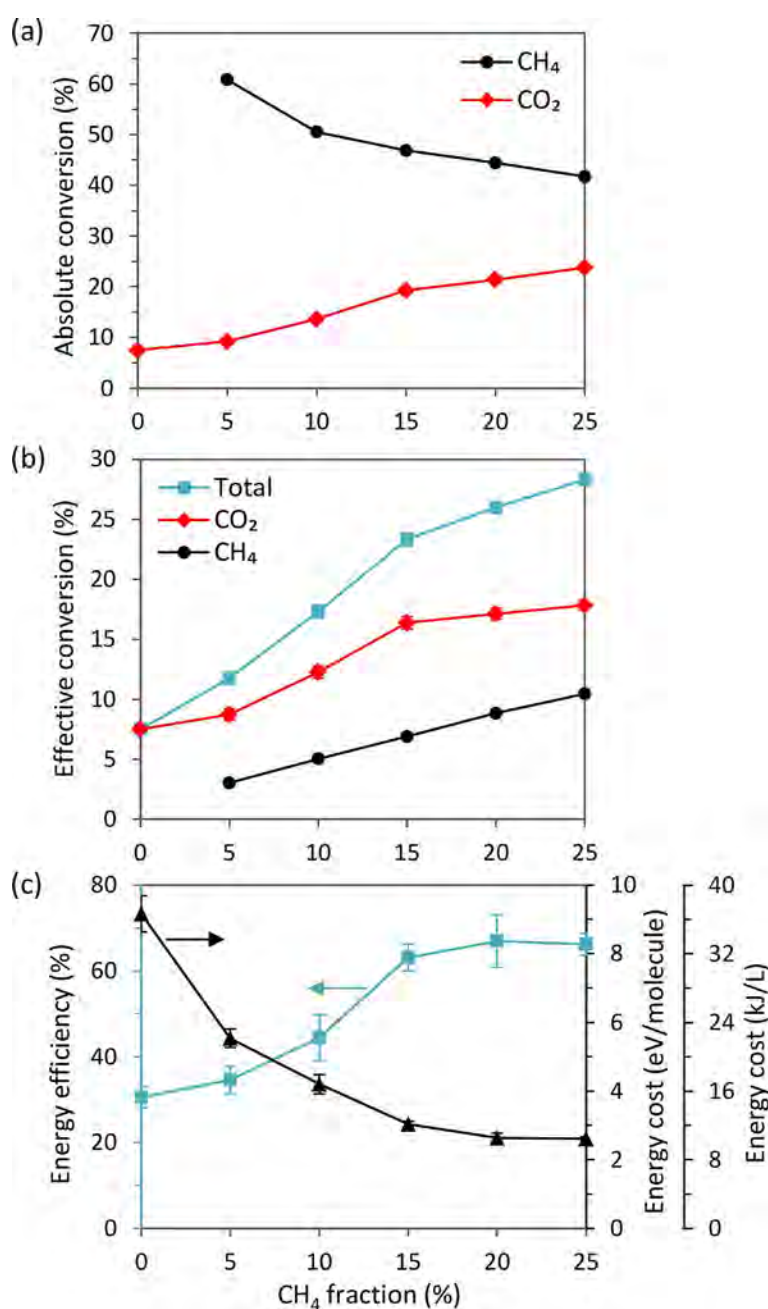 (a)
Absolute conversion (%)
70
60
50
40
30
20
10
0
CH₄
CO₂
0 5 10 15 20 25
(b)
Effective conversion (%)
30
25
20
15
10
5
0
Total
CO₂
CH₄
0 5 10 15 20 25
(c)
Energy efficiency (%)
80
60
40
20
0
10
8
6
4
2
0
Energy cost (eV/molecule)
40
32
24
16
8
0
Energy cost (kJ/L)
0 5 10 15 20 25
CH₄ fraction (%)